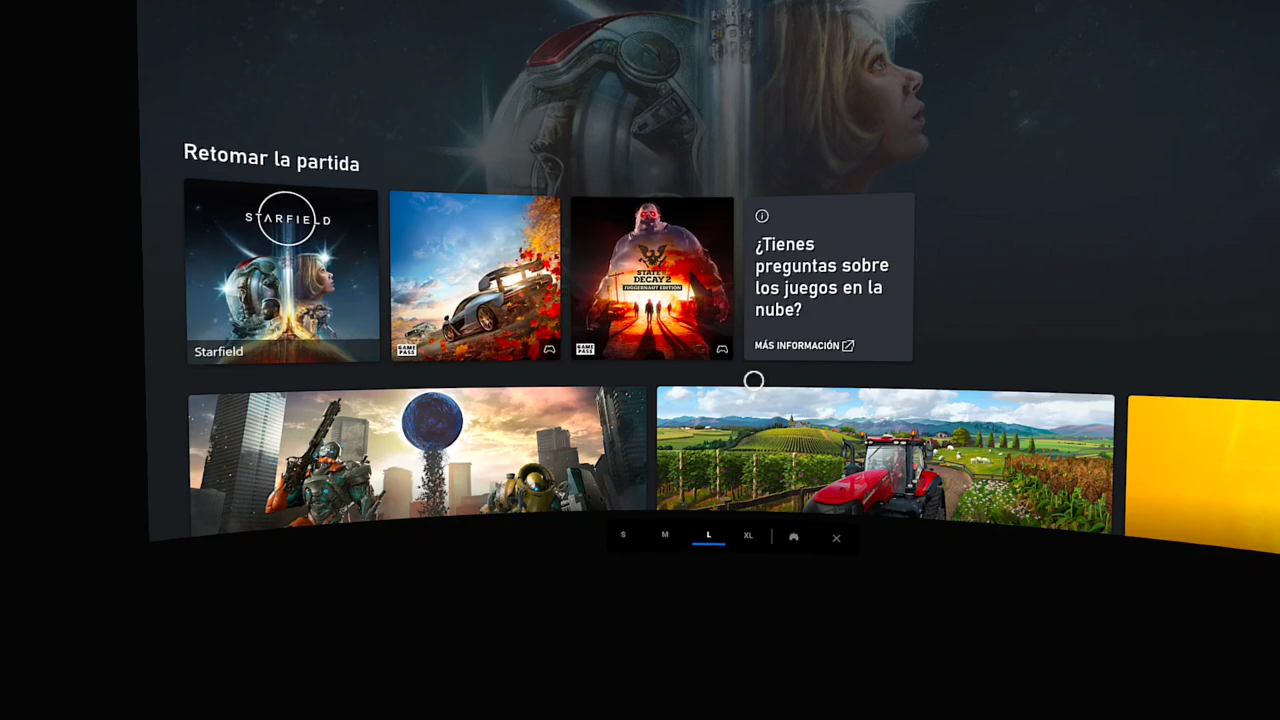 Retomar la partida
STARFIELD
Starfield
GAME
PASS
STATE OF
DECAY 2
JUGGERNAUT EDITION
GAME
PASS
¿Tienes
preguntas sobre
los juegos en la
nube?
MÁS INFORMACIÓN
S M L XL